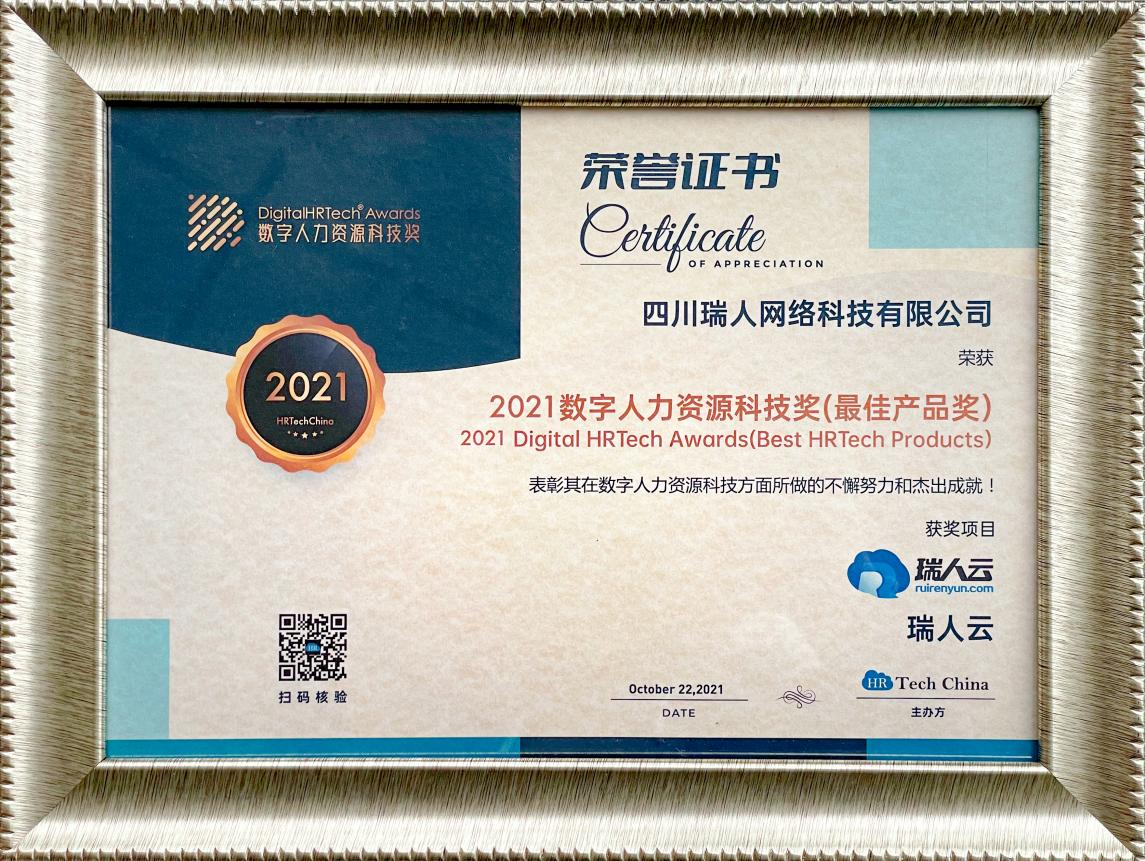 DigitalHRTech® Awards
数字人力资源科技奖
2021
HRTechChina
荣誉证书
Certificate
OF APPRECIATION
四川瑞人网络科技有限公司
荣获
2021数字人力资源科技奖(最佳产品奖)
2021 Digital HRTech Awards(Best HRTech Products)
表彰其在数字人力资源科技方面所做的不懈努力和杰出成就！
获奖项目
瑞人云
ruirenyun.com
瑞人云
HR
扫码核验
October 22,2021
DATE
HR Tech China
主办方